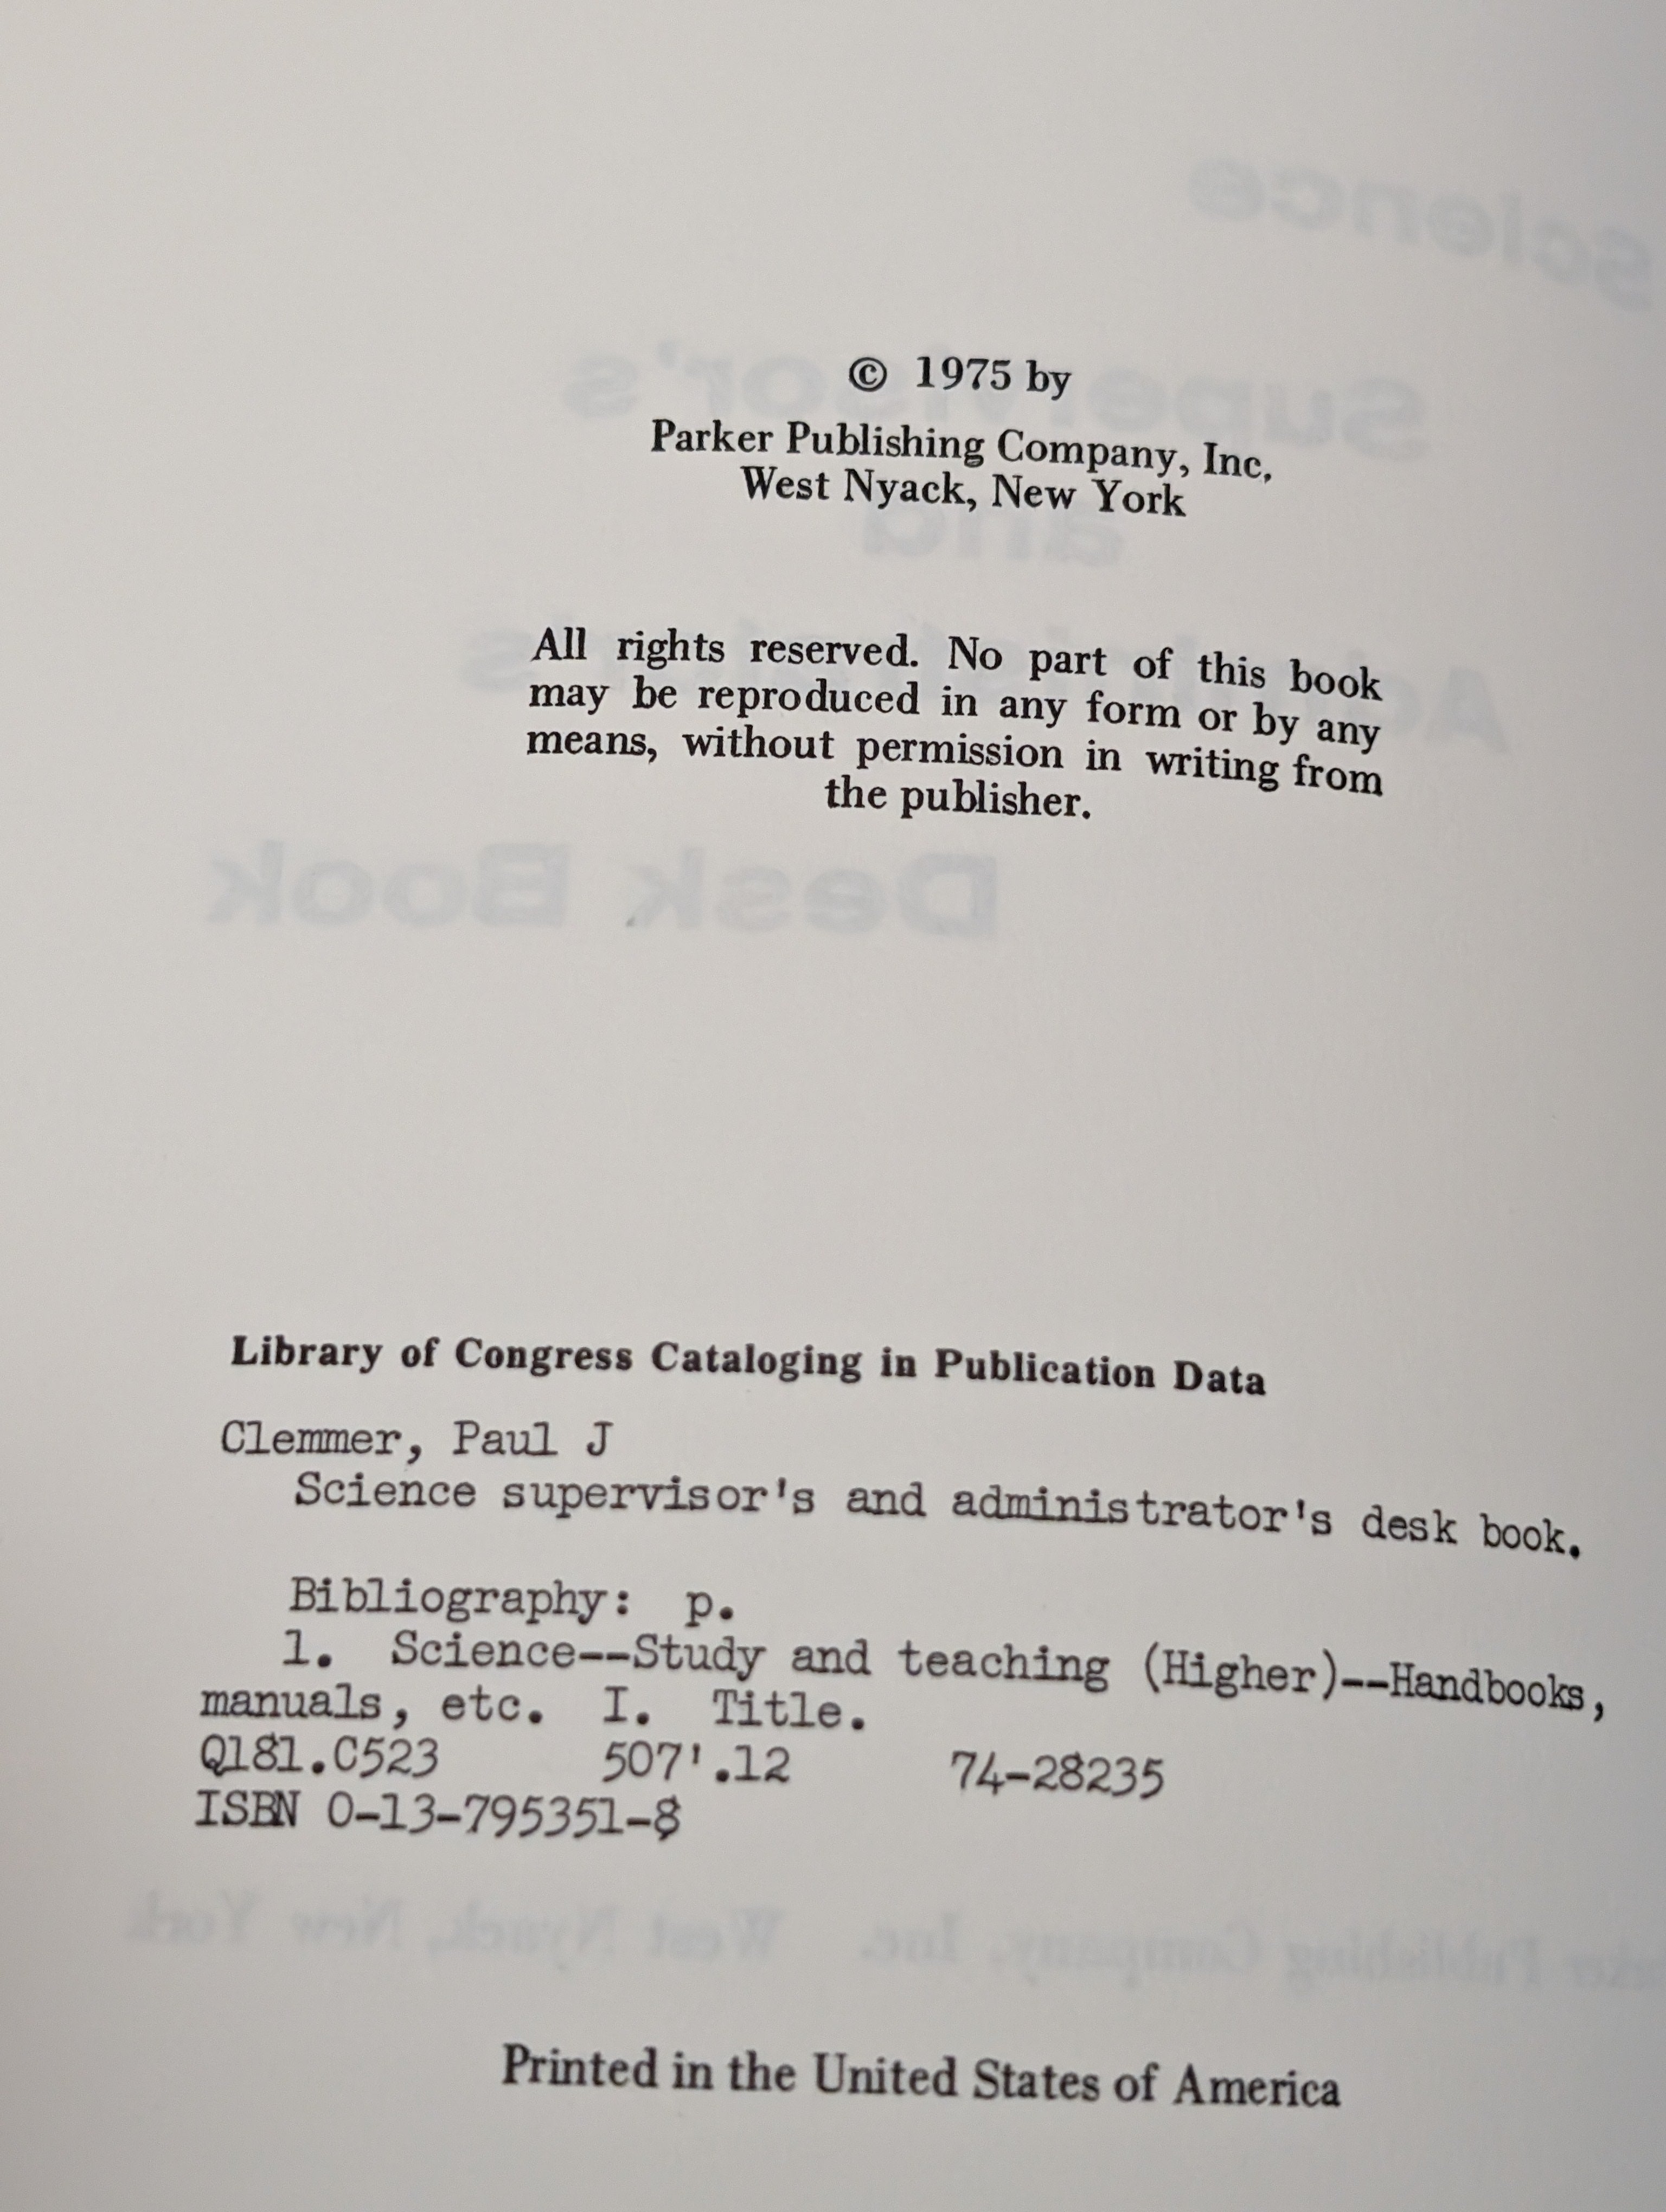 © 1975 by
Parker Publishing Company, Inc.
West Nyack, New York
All rights reserved. No part of this book
may be reproduced in any form or by any
means, without permission in writing from
the publisher.
Library of Congress Cataloging in Publication Data
Clemmer, Paul J
Science supervisor's and administrator's desk book.
Bibliography: p.
1. Science--Study and teaching (Higher)--Handbooks,
manuals, etc. I. Title.
Q181.C523 507'.12 74-28235
ISBN 0-13-795351-8
Printed in the United States of America